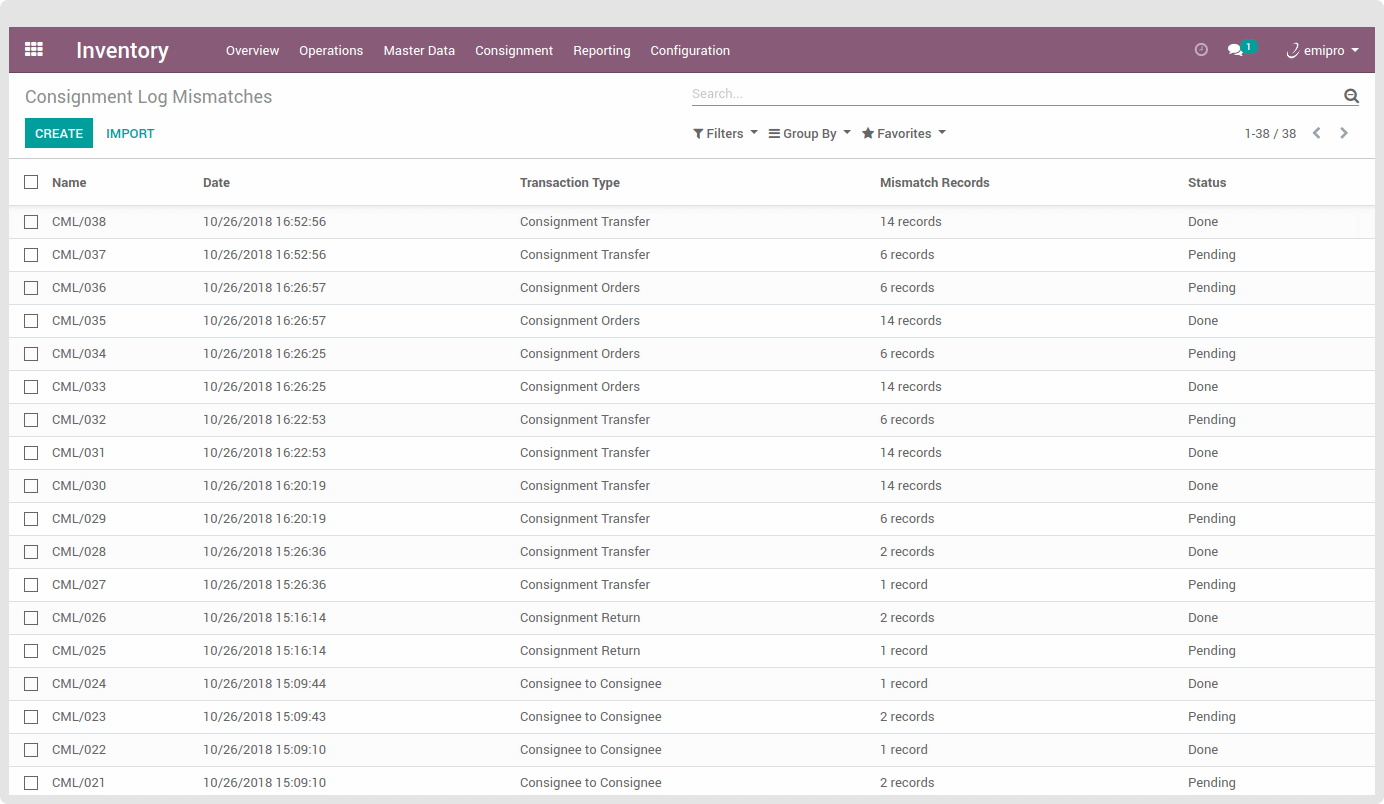 Inventory Overview Operations Master Data Consignment Reporting Configuration 1 emipro
Consignment Log Mismatches Search...
CREATE IMPORT Filters Group By Favorites 1-38 / 38
Name Date Transaction Type Mismatch Records Status
CML/038 10/26/2018 16:52:56 Consignment Transfer 14 records Done
CML/037 10/26/2018 16:52:56 Consignment Transfer 6 records Pending
CML/036 10/26/2018 16:26:57 Consignment Orders 6 records Pending
CML/035 10/26/2018 16:26:57 Consignment Orders 14 records Done
CML/034 10/26/2018 16:26:25 Consignment Orders 6 records Pending
CML/033 10/26/2018 16:26:25 Consignment Orders 14 records Done
CML/032 10/26/2018 16:22:53 Consignment Transfer 6 records Pending
CML/031 10/26/2018 16:22:53 Consignment Transfer 14 records Done
CML/030 10/26/2018 16:20:19 Consignment Transfer 14 records Done
CML/029 10/26/2018 16:20:19 Consignment Transfer 6 records Pending
CML/028 10/26/2018 15:26:36 Consignment Transfer 2 records Done
CML/027 10/26/2018 15:26:36 Consignment Transfer 1 record Pending
CML/026 10/26/2018 15:16:14 Consignment Return 2 records Done
CML/025 10/26/2018 15:16:14 Consignment Return 1 record Pending
CML/024 10/26/2018 15:09:44 Consignee to Consignee 1 record Done
CML/023 10/26/2018 15:09:43 Consignee to Consignee 2 records Pending
CML/022 10/26/2018 15:09:10 Consignee to Consignee 1 record Done
CML/021 10/26/2018 15:09:10 Consignee to Consignee 2 records Pending